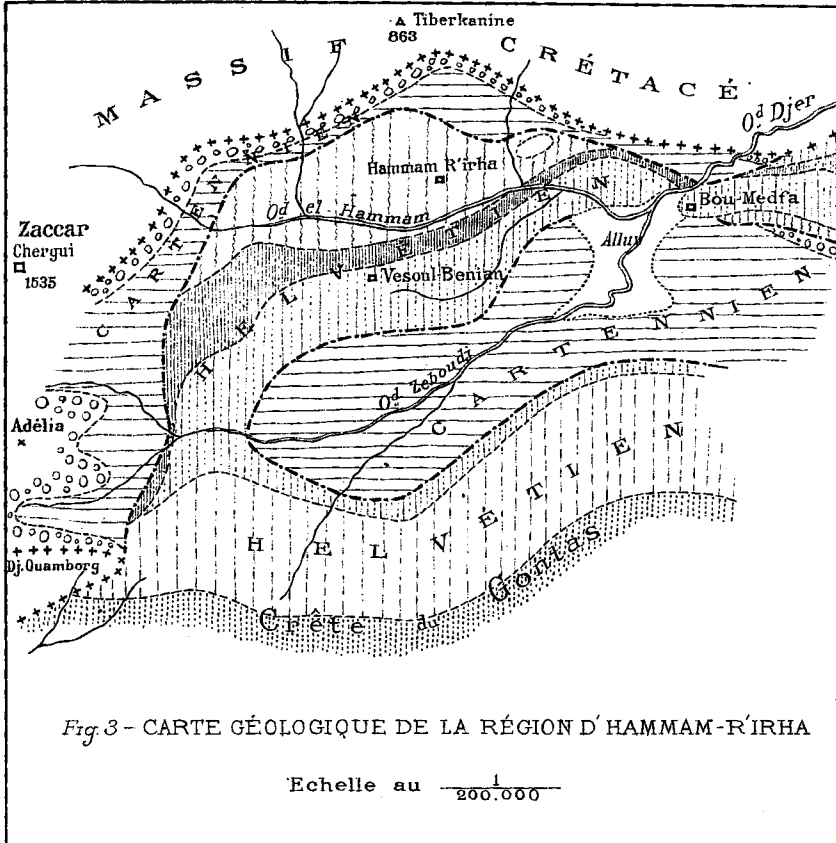 Tiberkanine
863
MASSIF CRÉTACÉ
Od Djer
CARTENNIEN
Hammam R'irha
Od el Hammam
Bou-Medfa
Zaccar
Chergui
1535
Alluv
Vesoul-Benian
HELVÉTIEN
Od Zeboudj
CARTENNIEN
Adélia
HELVÉTIEN
Dj. Ouamborg
Crête du Gontas
Fig. 3 - CARTE GÉOLOGIQUE DE LA RÉGION D'HAMMAM-R'IRHA
Echelle au 1/200.000